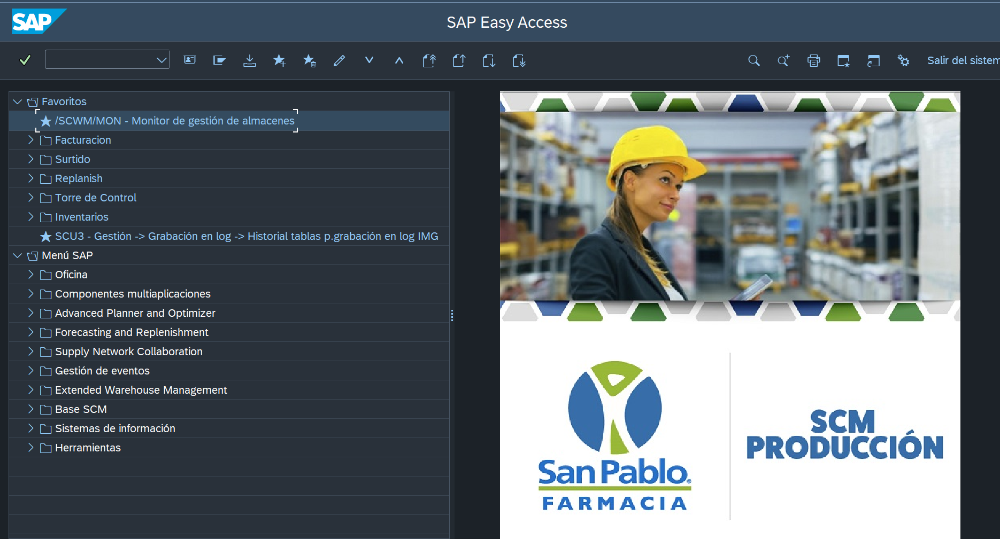 SAP
SAP Easy Access
Salir del sistem
Favoritos
/SCWM/MON - Monitor de gestión de almacenes
Facturacion
Surtido
Replanish
Torre de Control
Inventarios
SCU3 - Gestión -> Grabación en log -> Historial tablas p.grabación en log IMG
Menú SAP
Oficina
Componentes multiaplicaciones
Advanced Planner and Optimizer
Forecasting and Replenishment
Supply Network Collaboration
Gestión de eventos
Extended Warehouse Management
Base SCM
Sistemas de información
Herramientas
San Pablo®
FARMACIA
SCM
PRODUCCIÓN